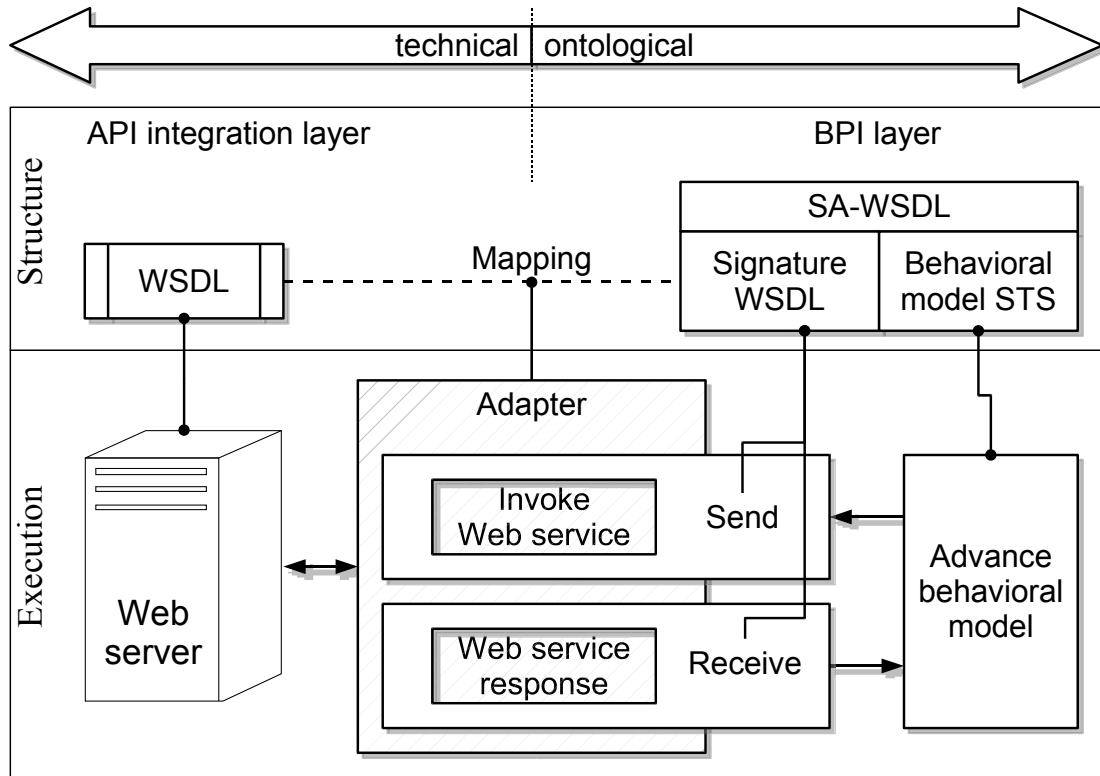 technical ontological
API integration layer
BPI layer
Structure
SA-WSDL
WSDL
Mapping
Signature
WSDL
Behavioral
model STS
Execution
Adapter
Invoke
Web service
Send
Web
server
Advance
behavioral
model
Web service
response
Receive